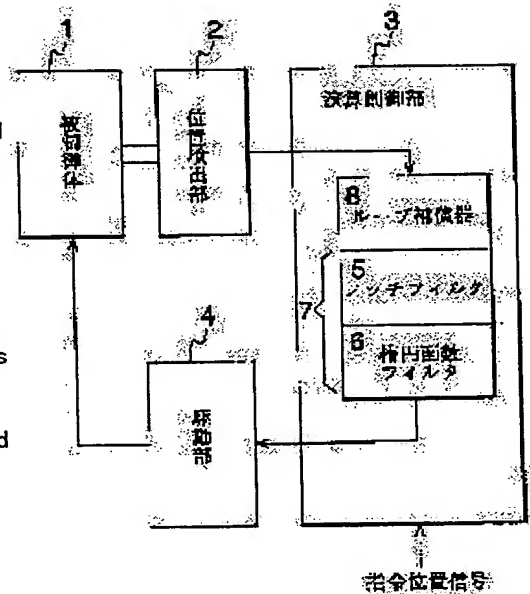 1
2
3
被制御体
位置検出部
演算制御部
8
ループ補償器
5
ノッチフィルタ
7
6
楕円函数
フィルタ
4
駆動部
指令位置信号
s
d